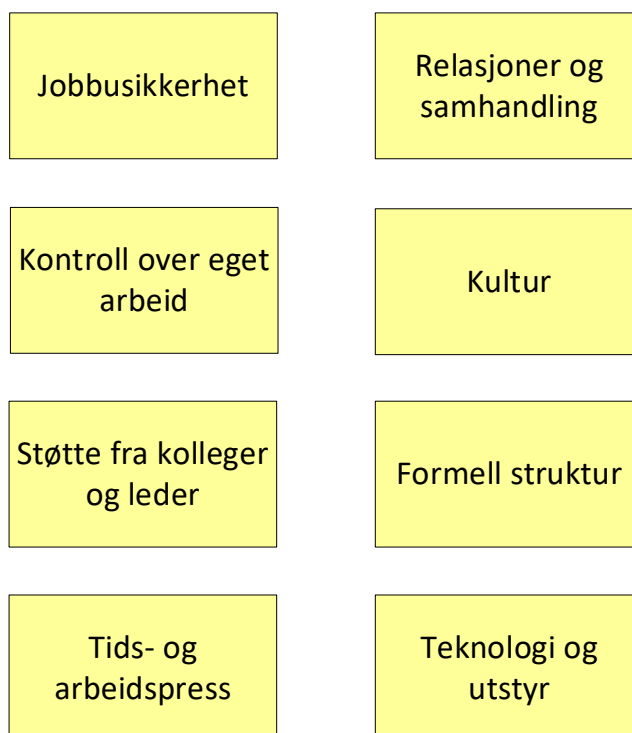 Jobbusikkerhet
Relasjoner og
samhandling
Kontroll over eget
arbeid
Kultur
Støtte fra kolleger
og leder
Formell struktur
Tids- og
arbeidspress
Teknologi og
utstyr